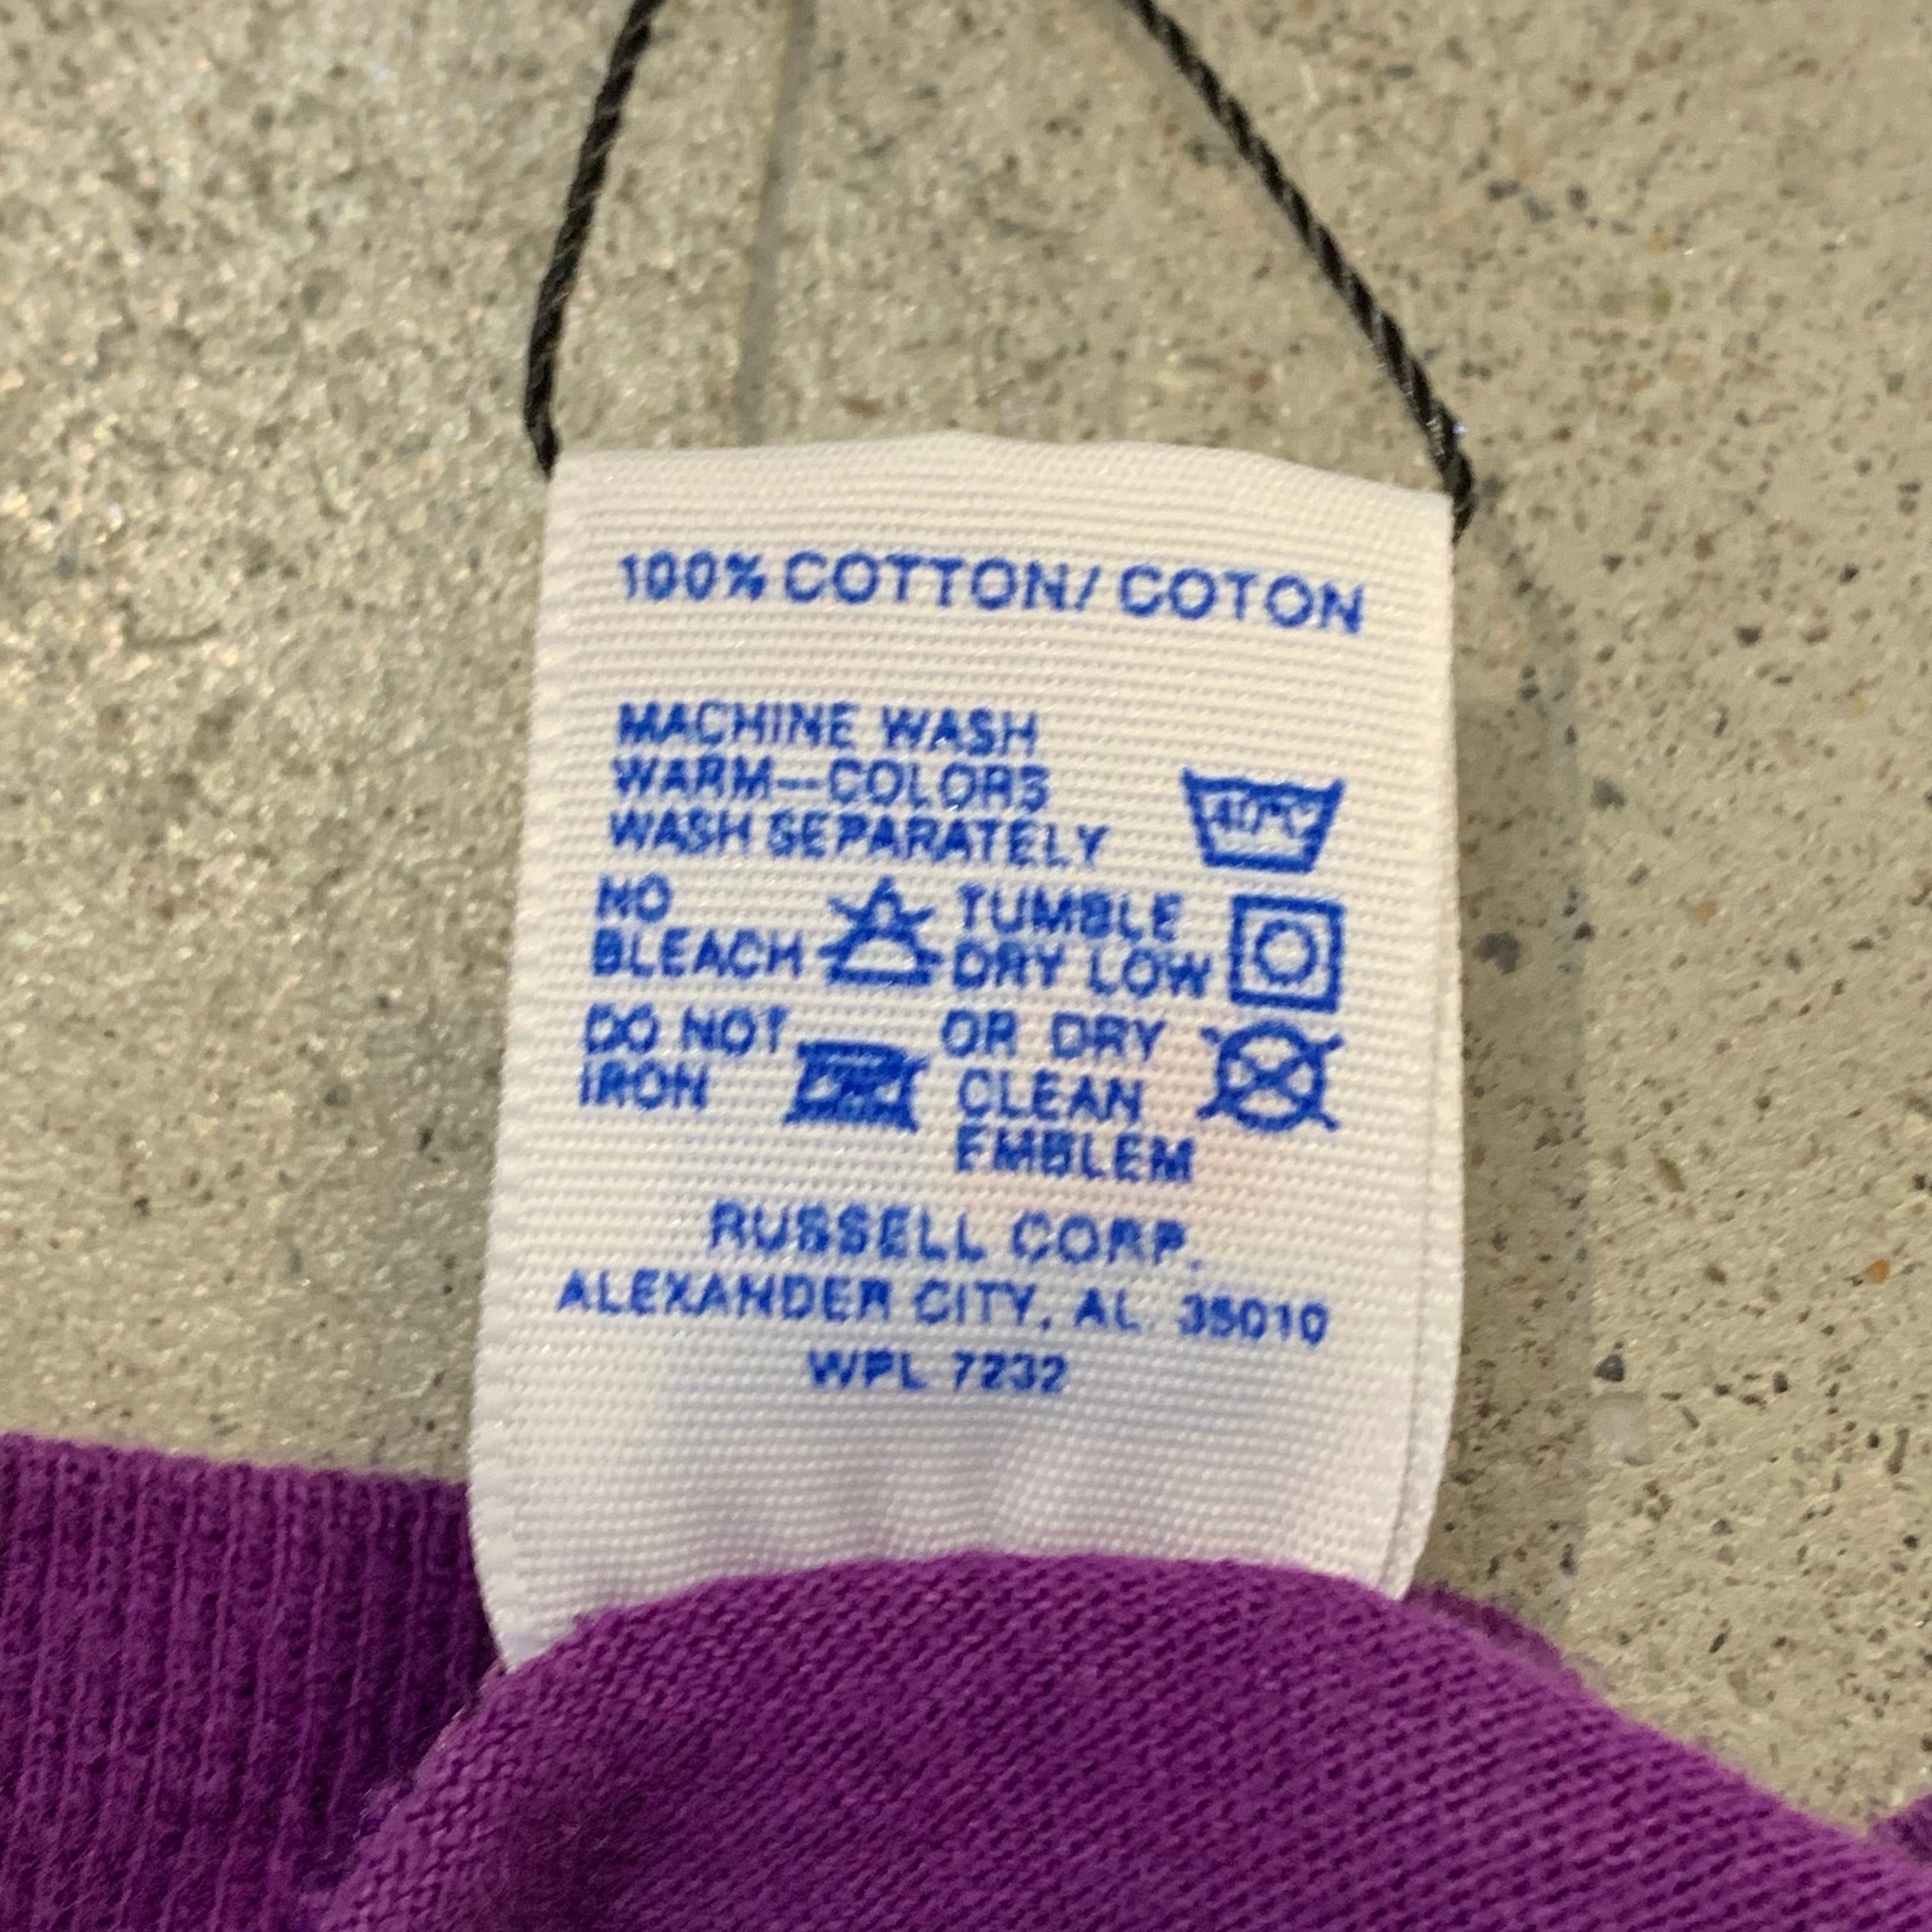 100% COTTON/ COTON
MACHINE WASH
WARM--COLORS
WASH SEPARATELY
40°C
NO
BLEACH
TUMBLE
DRY LOW
DO NOT
IRON
OR DRY
CLEAN
EMBLEM
RUSSELL CORP.
ALEXANDER CITY, AL. 35010
WPL 7232